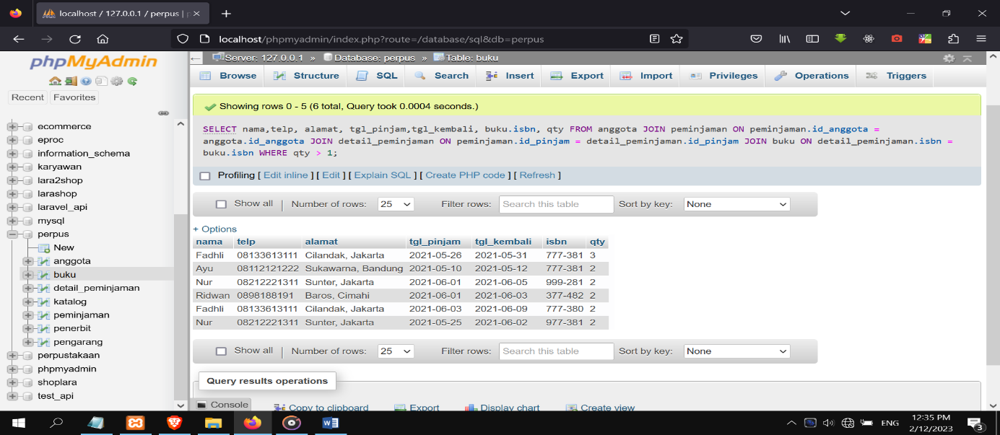 localhost / 127.0.0.1 / perpus | p
localhost/phpmyadmin/index.php?route=/database/sql&db=perpus
phpMyAdmin
Recent Favorites
ecommerce
eproc
information_schema
karyawan
lara2shop
larashop
laravel_api
mysql
perpus
New
anggota
buku
detail_peminjaman
katalog
peminjaman
penerbit
pengarang
perpustakaan
phpmyadmin
shoplara
test_api
Server: 127.0.0.1 » Database: perpus » Table: buku
Browse Structure SQL Search Insert Export Import Privileges Operations Triggers
Showing rows 0 - 5 (6 total, Query took 0.0004 seconds.)
SELECT nama,telp, alamat, tgl_pinjam,tgl_kembali, buku.isbn, qty FROM anggota JOIN peminjaman ON peminjaman.id_anggota =
anggota.id_anggota JOIN detail_peminjaman ON peminjaman.id_pinjam = detail_peminjaman.id_pinjam JOIN buku ON detail_peminjaman.isbn =
buku.isbn WHERE qty > 1;
Profiling [ Edit inline ] [ Edit ] [ Explain SQL ] [ Create PHP code ] [ Refresh ]
Show all | Number of rows: 25 Filter rows: Search this table Sort by key: None
+ Options
nama telp alamat tgl_pinjam tgl_kembali isbn qty
Fadhli 08133613111 Cilandak, Jakarta 2021-05-26 2021-05-31 777-381 3
Ayu 08112121222 Sukawarna, Bandung 2021-05-10 2021-05-12 777-381 2
Nur 08212221311 Sunter, Jakarta 2021-06-01 2021-06-05 999-281 2
Ridwan 0898188191 Baros, Cimahi 2021-06-01 2021-06-03 377-482 2
Fadhli 08133613111 Cilandak, Jakarta 2021-06-03 2021-06-09 777-380 2
Nur 08212221311 Sunter, Jakarta 2021-05-25 2021-06-02 977-381 2
Show all | Number of rows: 25 Filter rows: Search this table Sort by key: None
Query results operations
Console
Copy to clipboard Export Display chart Create view
ENG
12:35 PM
2/12/2023
3